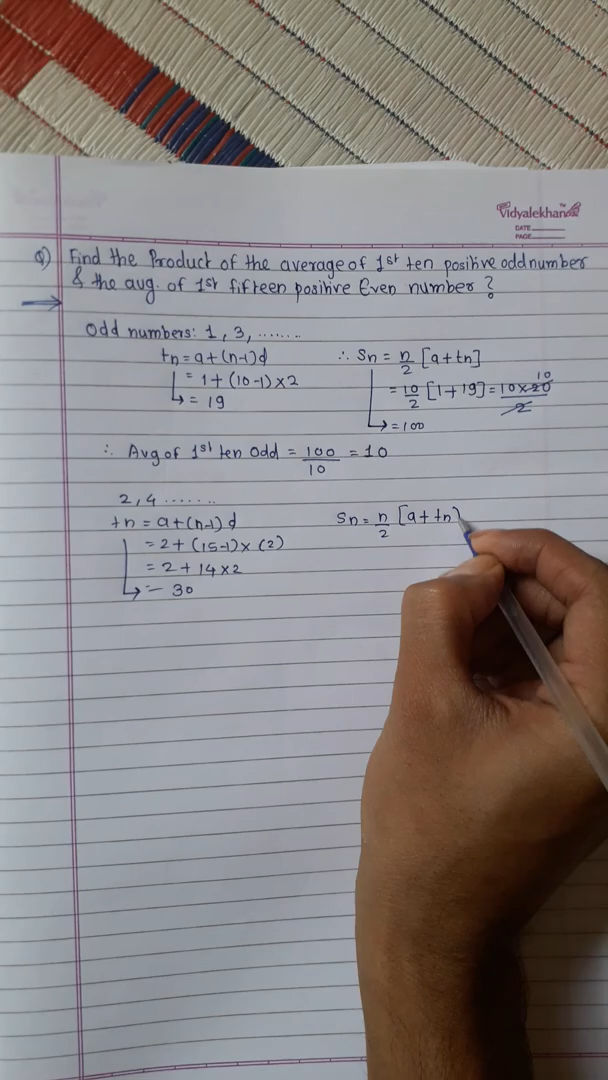 Vidyalekhan
DATE
PAGE
Q) Find the Product of the average of 1st ten positive odd number
& the avg. of 1st fifteen positive Even number ?
odd numbers: 1, 3, .......
tn = a+(n-1)d
= 1+(10-1)×2
= 19
∴ Sn = n/2 [a+tn]
= 10/2 [1+19] = 10×20/2
10
= 100
∴ Avg of 1st ten odd = 100/10 = 10
2, 4 .......
tn = a+(n-1)d
= 2+(15-1)×(2)
= 2+14×2
= 30
Sn = n/2 [a+tn]